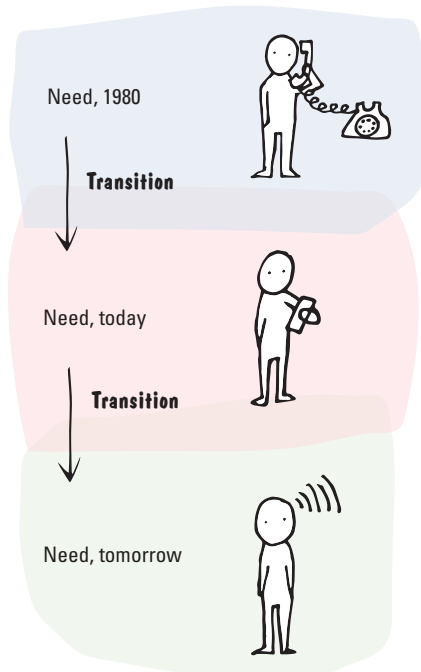 Need, 1980
Transition
Need, today
Transition
Need, tomorrow